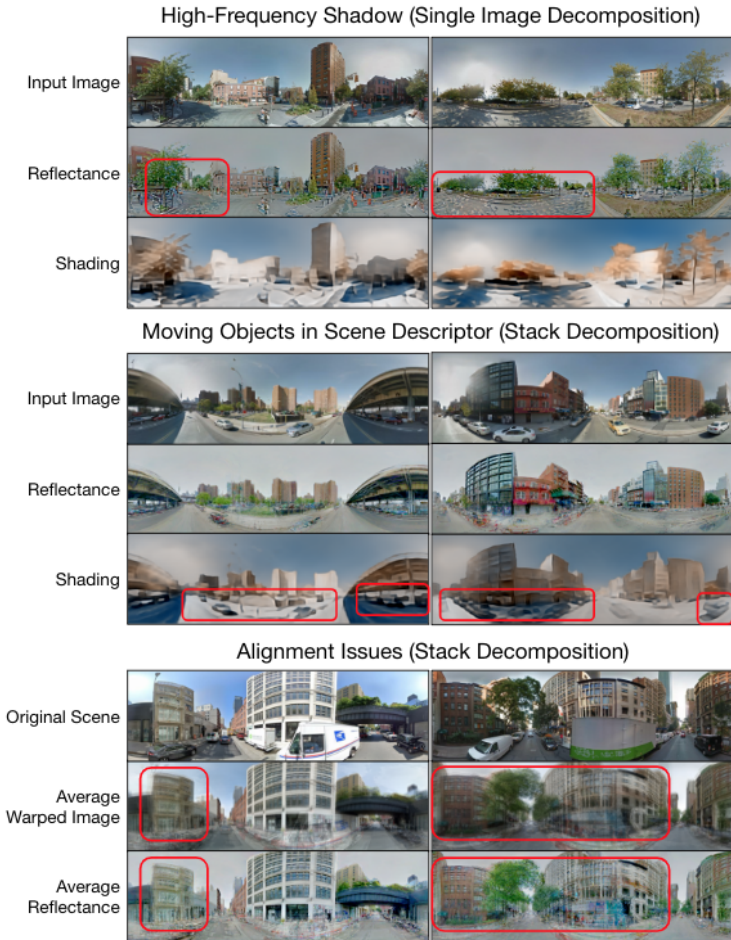 High-Frequency Shadow (Single Image Decomposition)
Input Image
Reflectance
Shading
Moving Objects in Scene Descriptor (Stack Decomposition)
Input Image
Reflectance
Shading
Alignment Issues (Stack Decomposition)
Original Scene
Average
Warped Image
Average
Reflectance